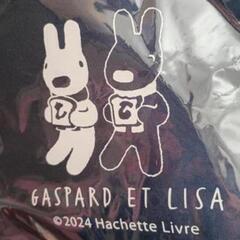 GASPARD ET LISA
©2024 Hachette Livre